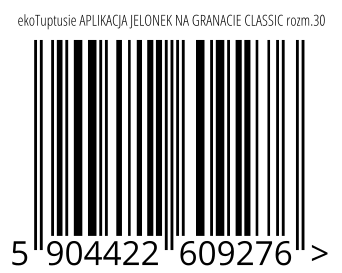 ekoTuptusie APLIKACJA JELONEK NA GRANACIE CLASSIC rozm.30
5 904422 609276 >